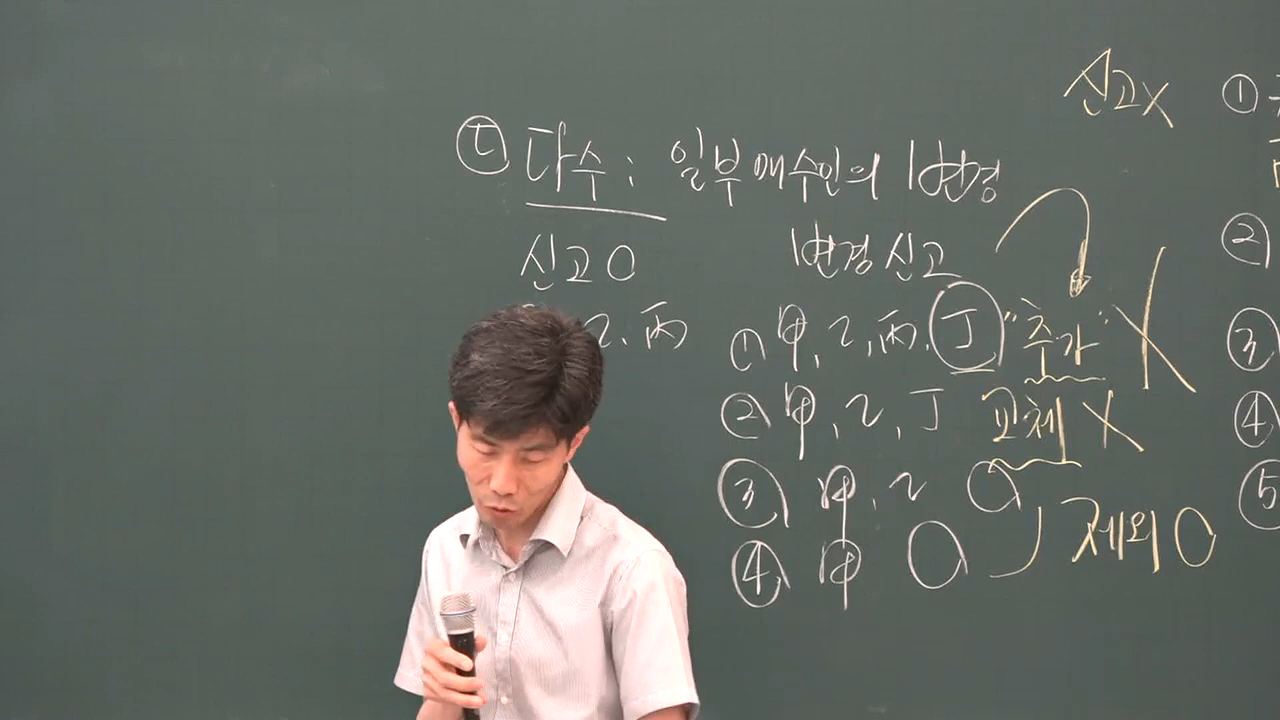 신고X
㉢ 다수: 일부 매수인의 변경
신고O 변경신고
乙, 丙
① 甲, 乙, 丙, 丁 "추가" X
② 甲, 乙, 丁 교체 X
③ 甲, 乙 O
④ 甲 O
제외 O
①
②
③
④
⑤